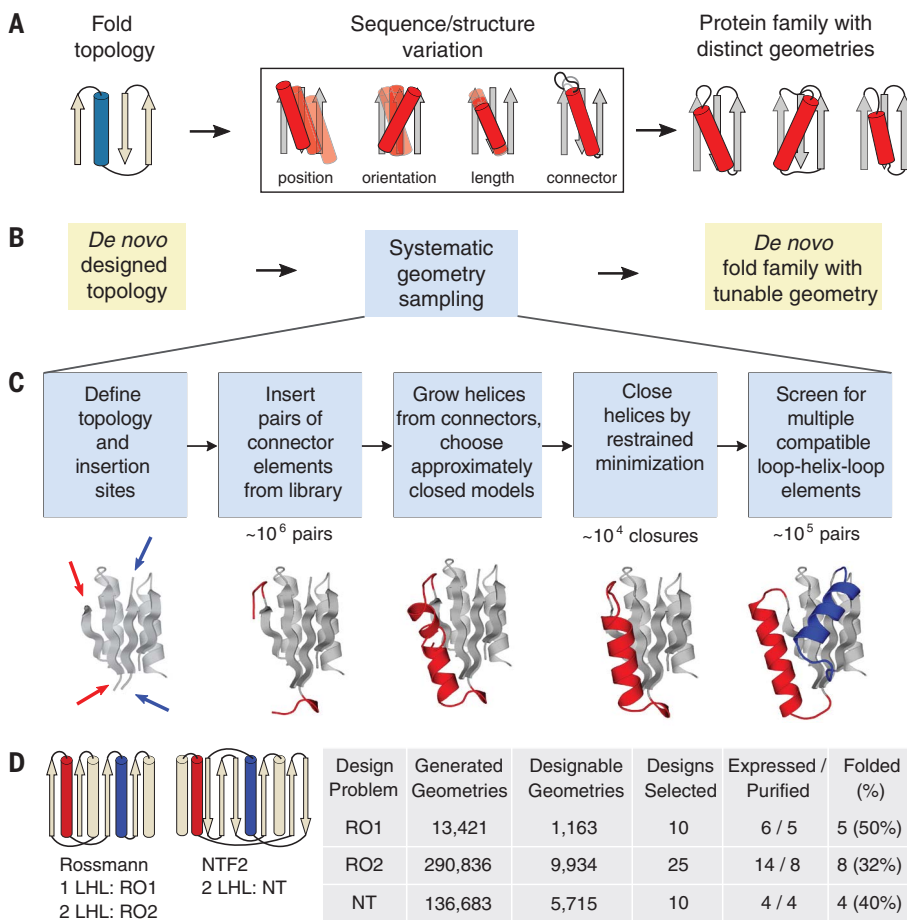 A
Fold
topology
Sequence/structure
variation
Protein family with
distinct geometries
position
orientation
length
connector
B
De novo
designed
topology
Systematic
geometry
sampling
De novo
fold family with
tunable geometry
C
Define
topology
and
insertion
sites
Insert
pairs of
connector
elements
from library
Grow helices
from connectors,
choose
approximately
closed models
Close
helices by
restrained
minimization
Screen for
multiple
compatible
loop-helix-loop
elements
~10⁶ pairs
~10⁴ closures
~10⁵ pairs
D
Rossmann
1 LHL: RO1
2 LHL: RO2
NTF2
2 LHL: NT
Design Problem Generated Geometries Designable Geometries Designs Selected Expressed / Purified Folded (%)
RO1 13,421 1,163 10 6 / 5 5 (50%)
RO2 290,836 9,934 25 14 / 8 8 (32%)
NT 136,683 5,715 10 4 / 4 4 (40%)